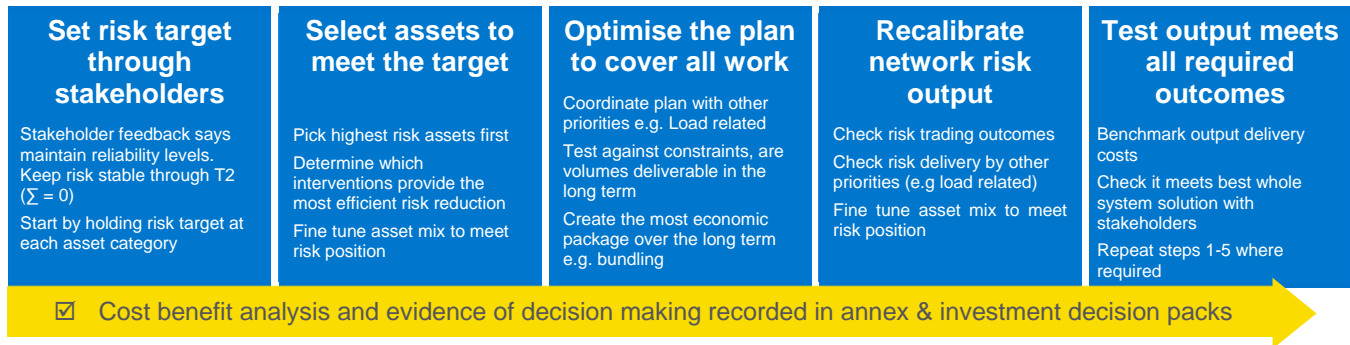 Set risk target
through
stakeholders
Stakeholder feedback says
maintain reliability levels.
Keep risk stable through T2
(∑ = 0)
Start by holding risk target at
each asset category
Select assets to
meet the target
Pick highest risk assets first
Determine which
interventions provide the
most efficient risk reduction
Fine tune asset mix to meet
risk position
Optimise the plan
to cover all work
Coordinate plan with other
priorities e.g. Load related
Test against constraints, are
volumes deliverable in the
long term
Create the most economic
package over the long term
e.g. bundling
Recalibrate
network risk
output
Check risk trading outcomes
Check risk delivery by other
priorities (e.g load related)
Fine tune asset mix to meet
risk position
Test output meets
all required
outcomes
Benchmark output delivery
costs
Check it meets best whole
system solution with
stakeholders
Repeat steps 1-5 where
required
☑ Cost benefit analysis and evidence of decision making recorded in annex & investment decision packs